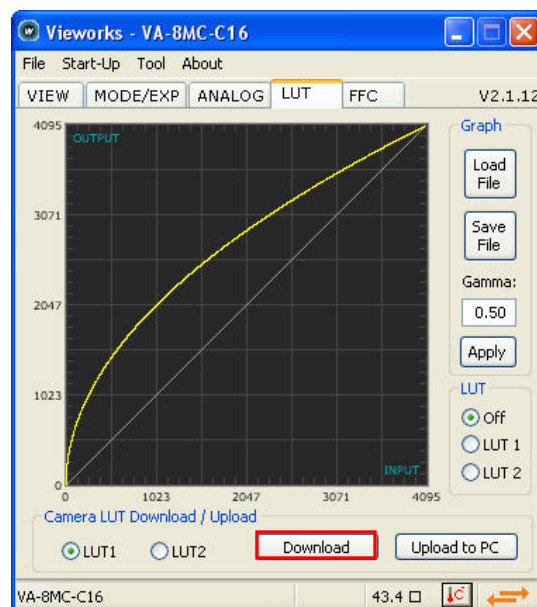 Vieworks - VA-8MC-C16
File Start-Up Tool About
VIEW MODE/EXP ANALOG LUT FFC V2.1.12
Graph
4095
OUTPUT
3071
2047
1023
0
INPUT
0 1023 2047 3071 4095
Load
File
Save
File
Gamma:
0.50
Apply
LUT
Off
LUT 1
LUT 2
Camera LUT Download / Upload
LUT1 LUT2 Download Upload to PC
VA-8MC-C16 43.4 □ C